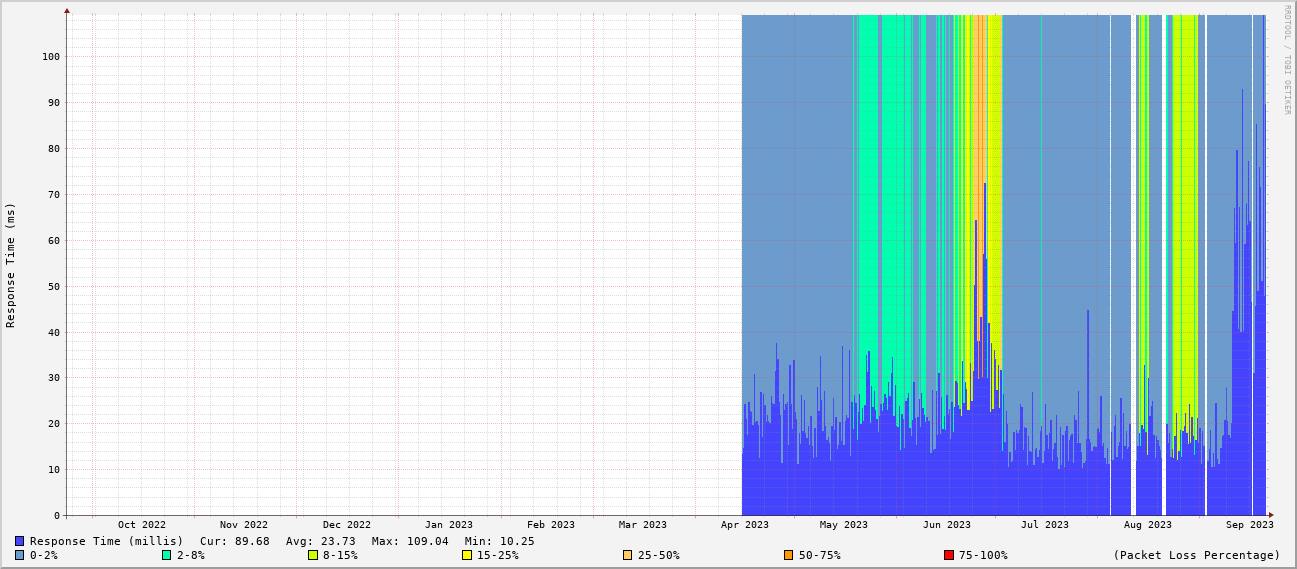 RRDTOOL / TOBI OETIKER
Response Time (ms)
100
90
80
70
60
50
40
30
20
10
0
Oct 2022 Nov 2022 Dec 2022 Jan 2023 Feb 2023 Mar 2023 Apr 2023 May 2023 Jun 2023 Jul 2023 Aug 2023 Sep 2023
Response Time (millis) Cur: 89.68 Avg: 23.73 Max: 109.04 Min: 10.25
0-2% 2-8% 8-15% 15-25% 25-50% 50-75% 75-100% (Packet Loss Percentage)